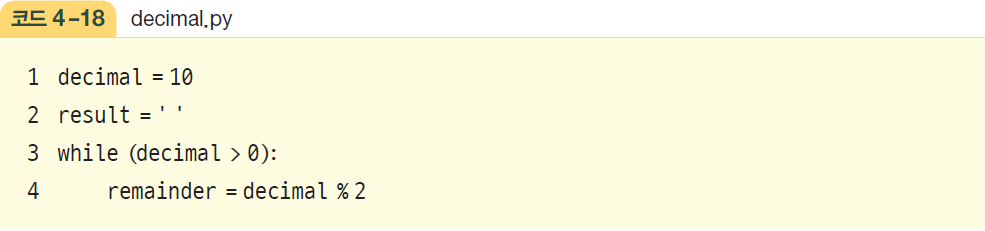 코드 4-18 decimal.py
1 decimal = 10
2 result = ' '
3 while (decimal > 0):
4     remainder = decimal % 2